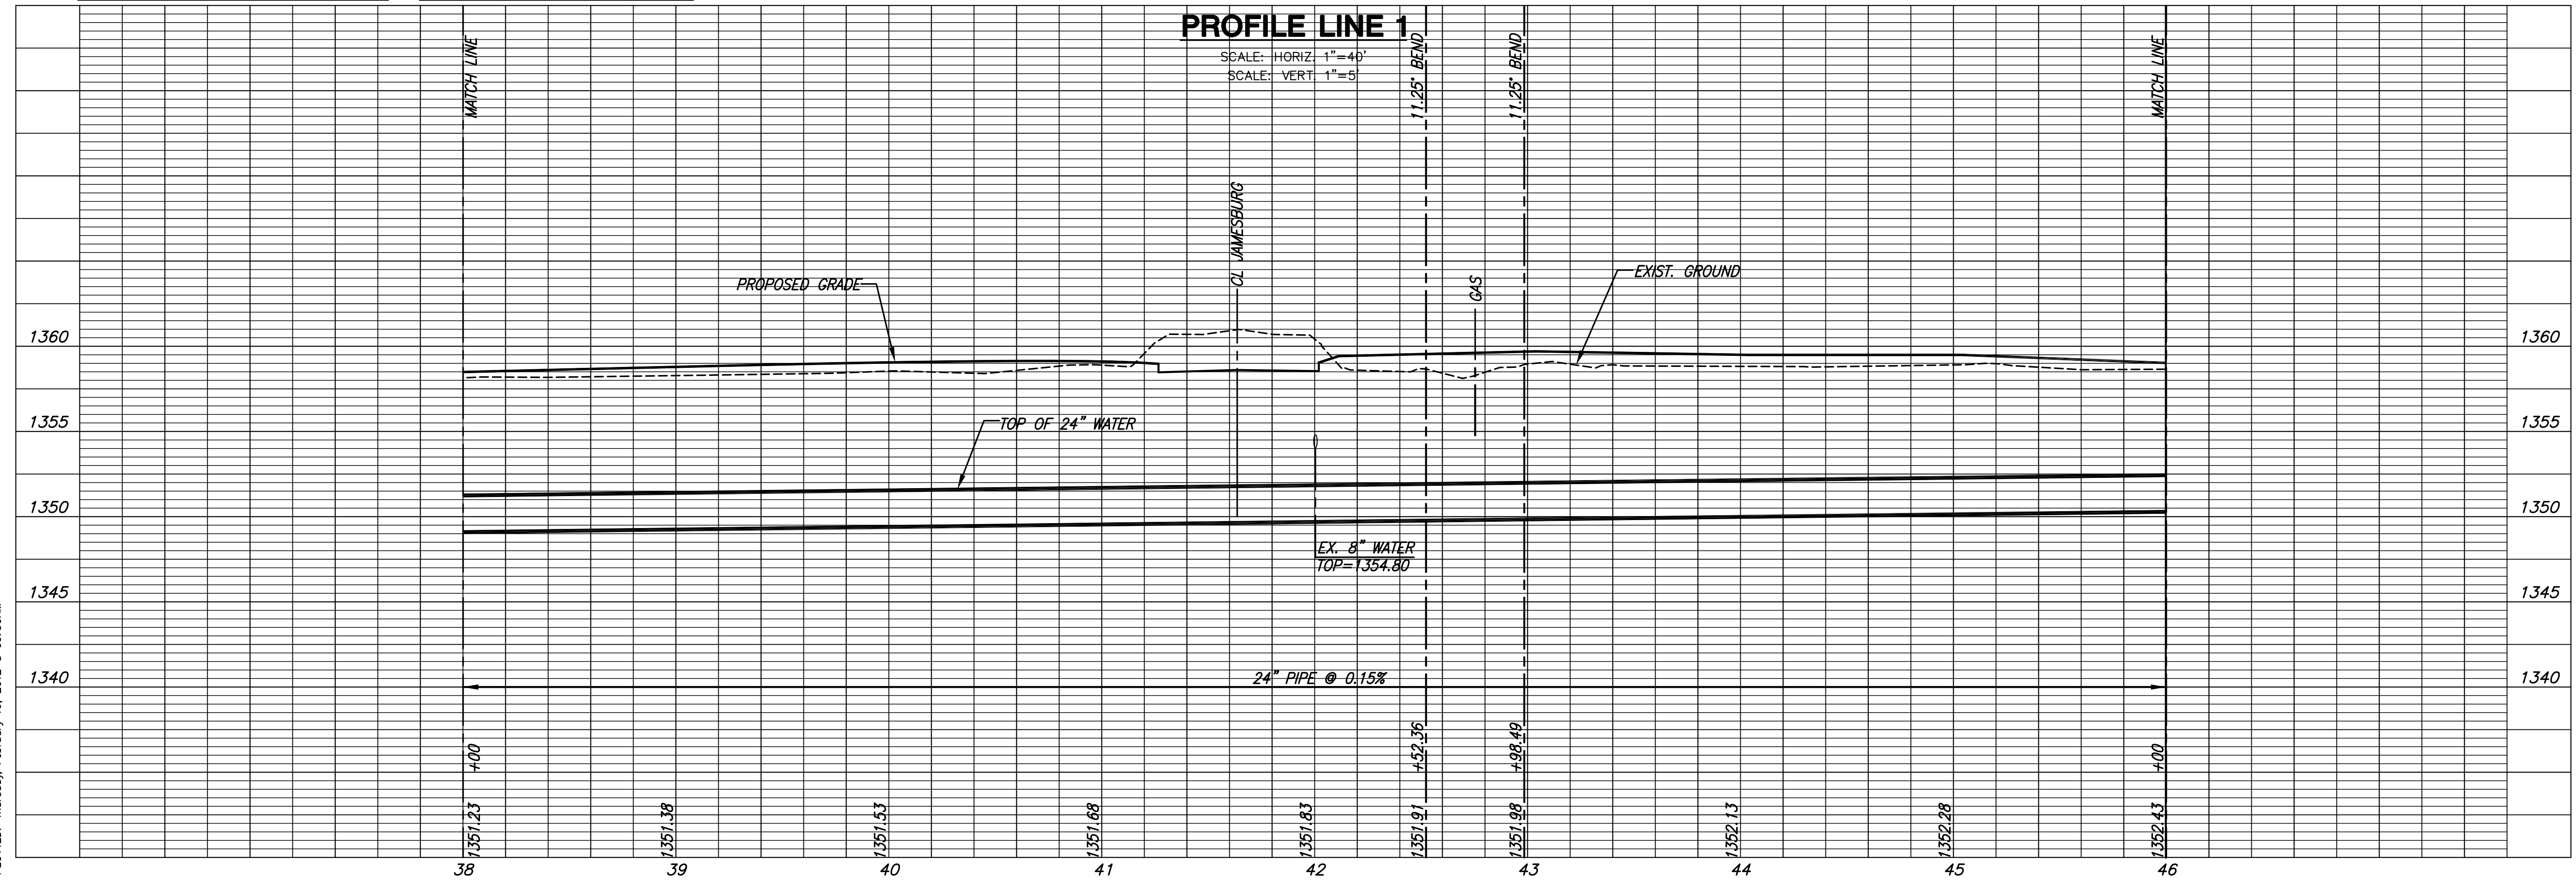 PROFILE LINE 1
SCALE: HORIZ. 1"=40'
SCALE: VERT. 1"=5'
MATCH LINE
11.25° BEND
11.25° BEND
MATCH LINE
CL JAMESBURG
GAS
PROPOSED GRADE
EXIST. GROUND
1360
1360
TOP OF 24" WATER
1355
1355
1350
1350
EX. 8" WATER
TOP=1354.80
1345
1345
24" PIPE @ 0.15%
1340
1340
+00
+52.36
+98.49
+00
1351.23
1351.38
1351.53
1351.68
1351.83
1351.91
1351.98
1352.13
1352.28
1352.43
38
39
40
41
42
43
44
45
46